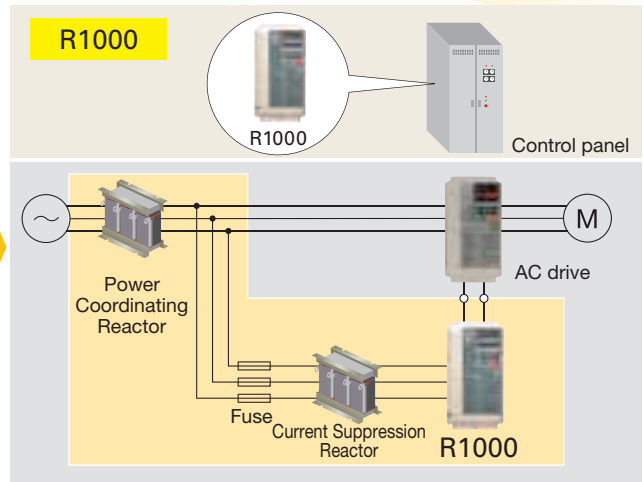 R1000
R1000
Control panel
M
AC drive
Power
Coordinating
Reactor
Fuse
Current Suppression
Reactor
R1000